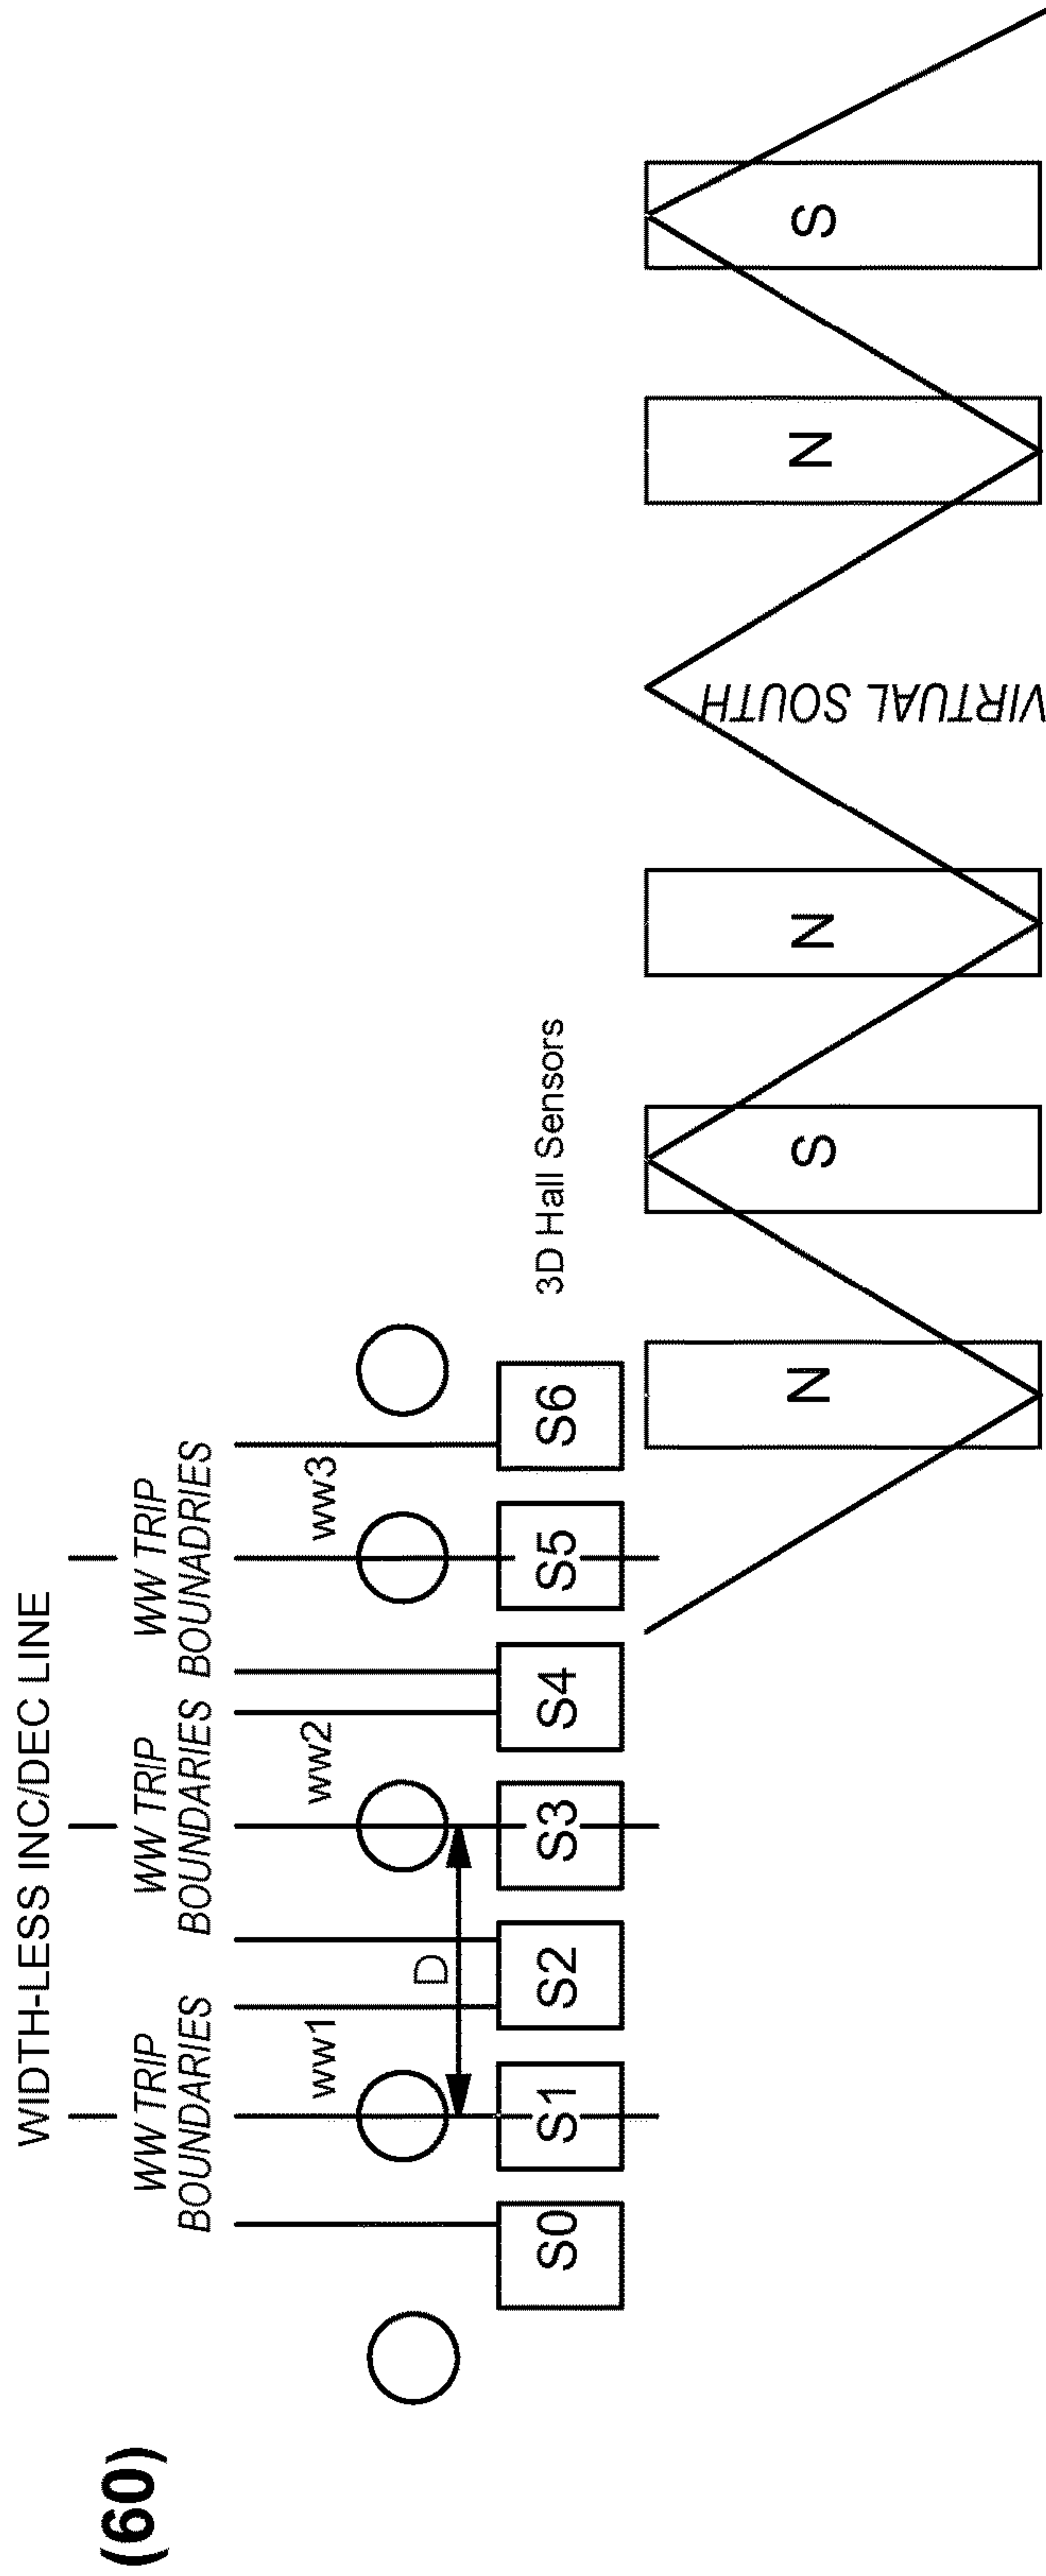 (60)
WIDTH-LESS INC/DEC LINE
WW TRIP
BOUNDARIES
WW TRIP
BOUNDARIES
WW TRIP
BOUNADRIES
ww1
ww2
ww3
D
S0
S1
S2
S3
S4
S5
S6
3D Hall Sensors
N
S
N
VIRTUAL SOUTH
N
S